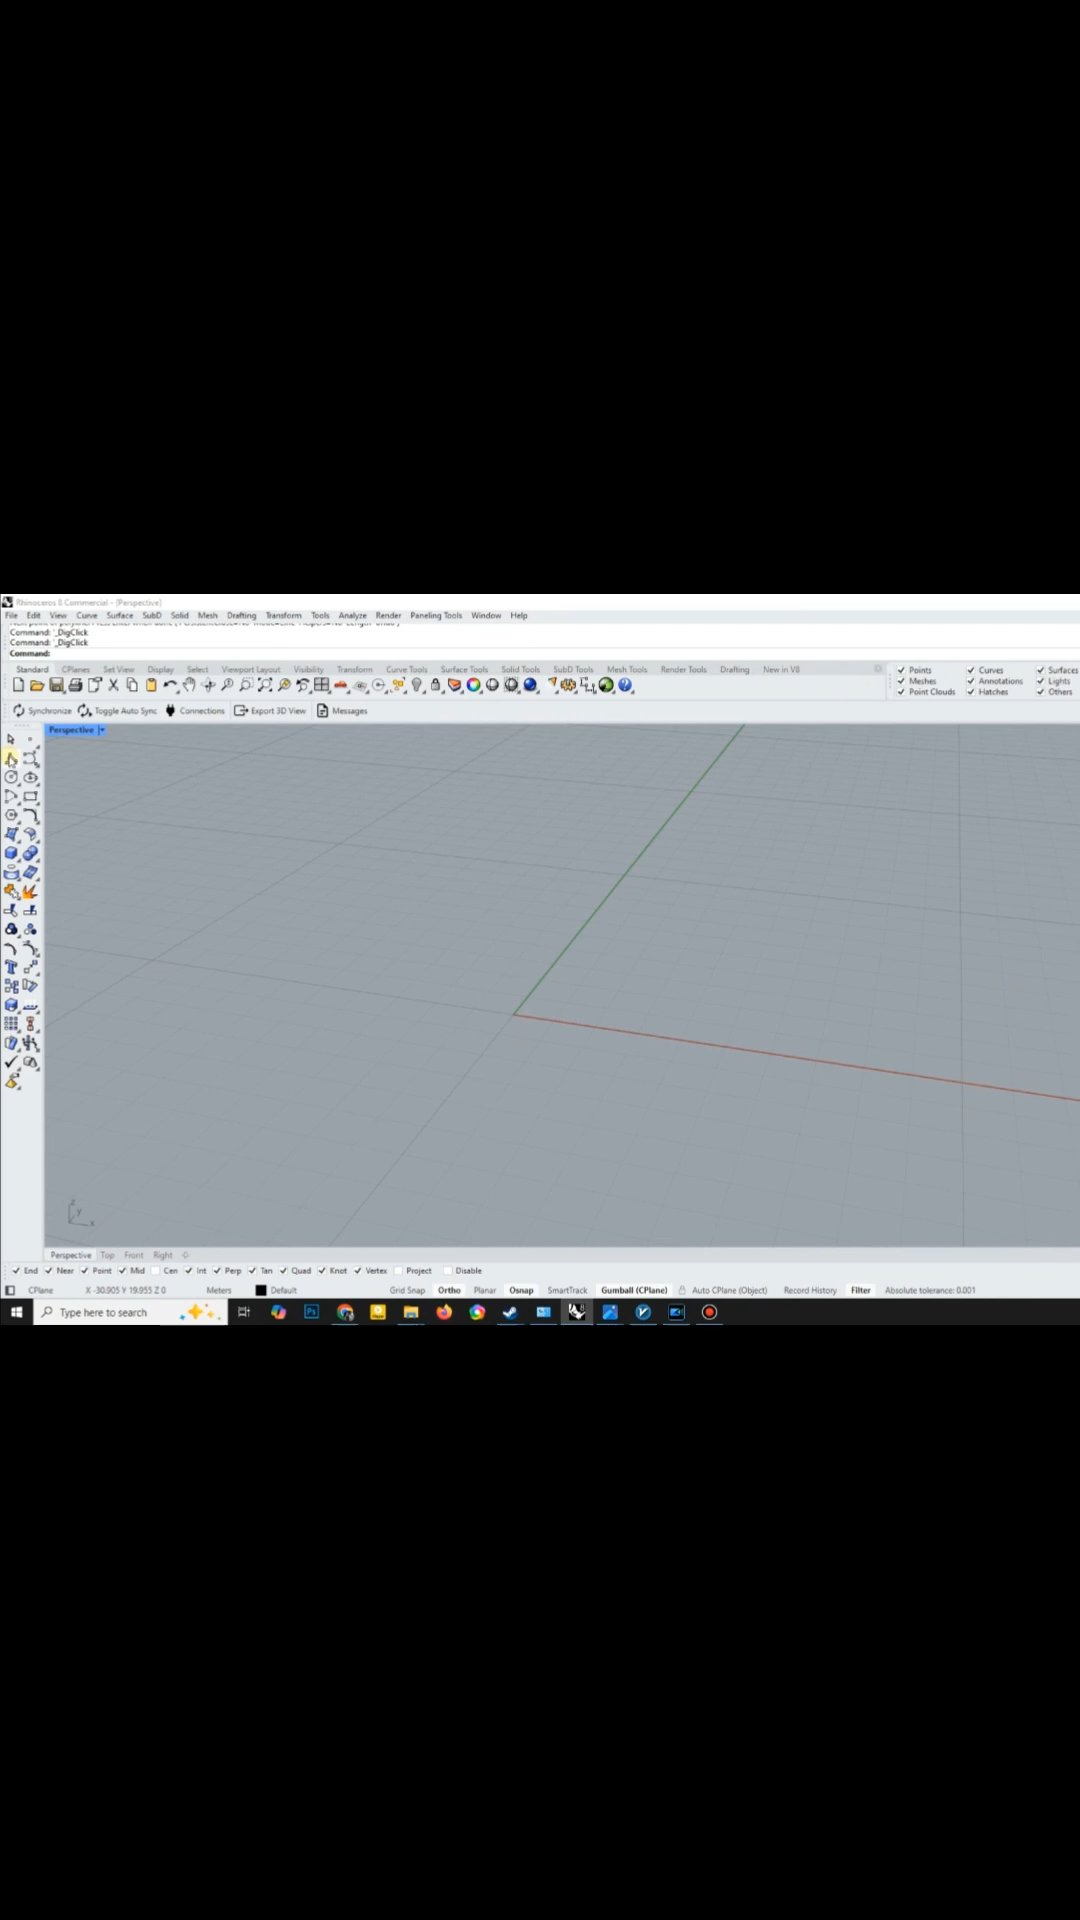 Rhinoceros 8 Commercial - [Perspective]
File Edit View Curve Surface SubD Solid Mesh Drafting Transform Tools Analyze Render Paneling Tools Window Help
Command: '_DigClick
Command: '_DigClick
Command:
Standard CPlanes Set View Display Select Viewport Layout Visibility Transform Curve Tools Surface Tools Solid Tools SubD Tools Mesh Tools Render Tools Drafting New in V8
Points Curves Surfaces
Meshes Annotations Lights
Point Clouds Hatches Others
Synchronize Toggle Auto Sync Connections Export 3D View Messages
Perspective
z
y
x
Perspective Top Front Right
End Near Point Mid Cen Int Perp Tan Quad Knot Vertex Project Disable
CPlane X -30.905 Y 19.955 Z 0 Meters Default Grid Snap Ortho Planar Osnap SmartTrack Gumball (CPlane) Auto CPlane (Object) Record History Filter Absolute tolerance: 0.001
Type here to search Ps